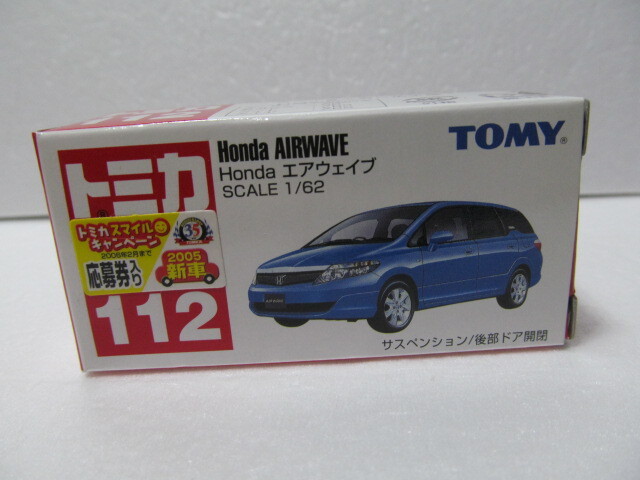 トミカ
Honda AIRWAVE
Honda エアウェイブ
SCALE 1/62
TOMY®
トミカスマイル
キャンペーン
2006年2月まで
応募券入り
35
2005
新車
112
サスペンション/後部ドア開閉